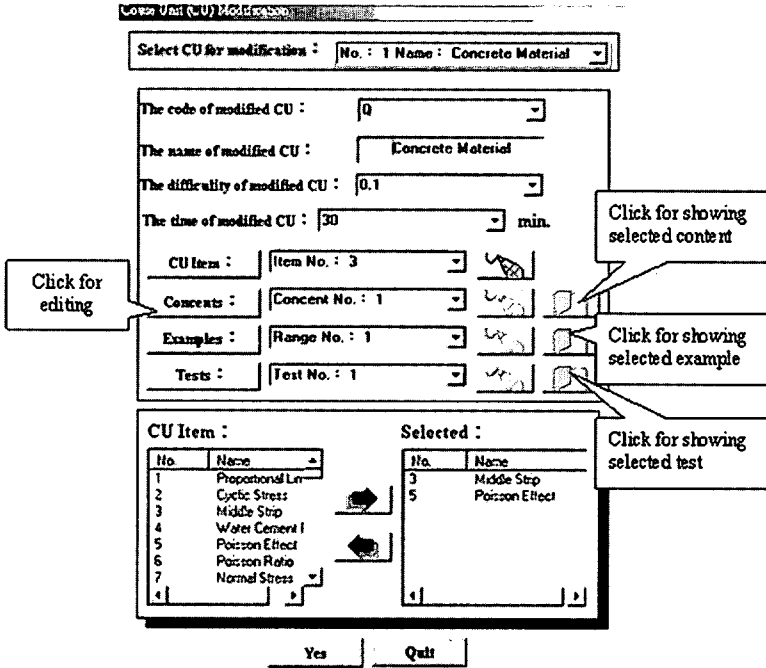 Course Unit (CU) Modification
Select CU for modification : No. : 1 Name : Concrete Material
The code of modified CU : Q
The name of modified CU : Concrete Material
The difficulity of modified CU : 0.1
The time of modified CU : 30 min.
CU Item : Item No. : 3
Concents : Concent No. : 1
Examples : Range No. : 1
Tests : Test No. : 1
Click for
editing
Click for showing
selected content
Click for showing
selected example
Click for showing
selected test
CU Item :
No. Name
1 Proportional Lin
2 Cyclic Stress
3 Middle Strip
4 Water Cement
5 Poisson Effect
6 Poisson Ratio
7 Normal Stress
Selected :
No. Name
3 Middle Strip
5 Poisson Effect
Yes Quit